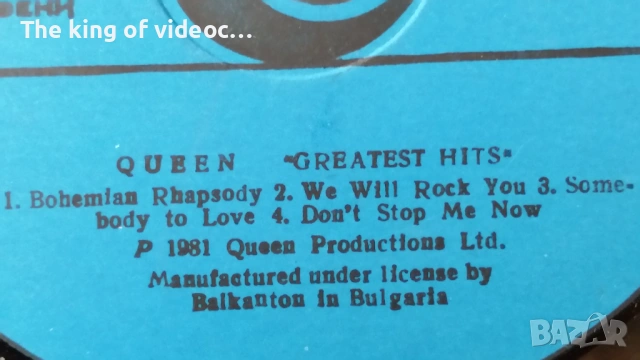 The king of videoc...
QUEEN "GREATEST HITS"
1. Bohemian Rhapsody 2. We Will Rock You 3. Some-
body to Love 4. Don't Stop Me Now
P 1981 Queen Productions Ltd.
Manufactured under license by
Balkanton in Bulgaria
BAZAR